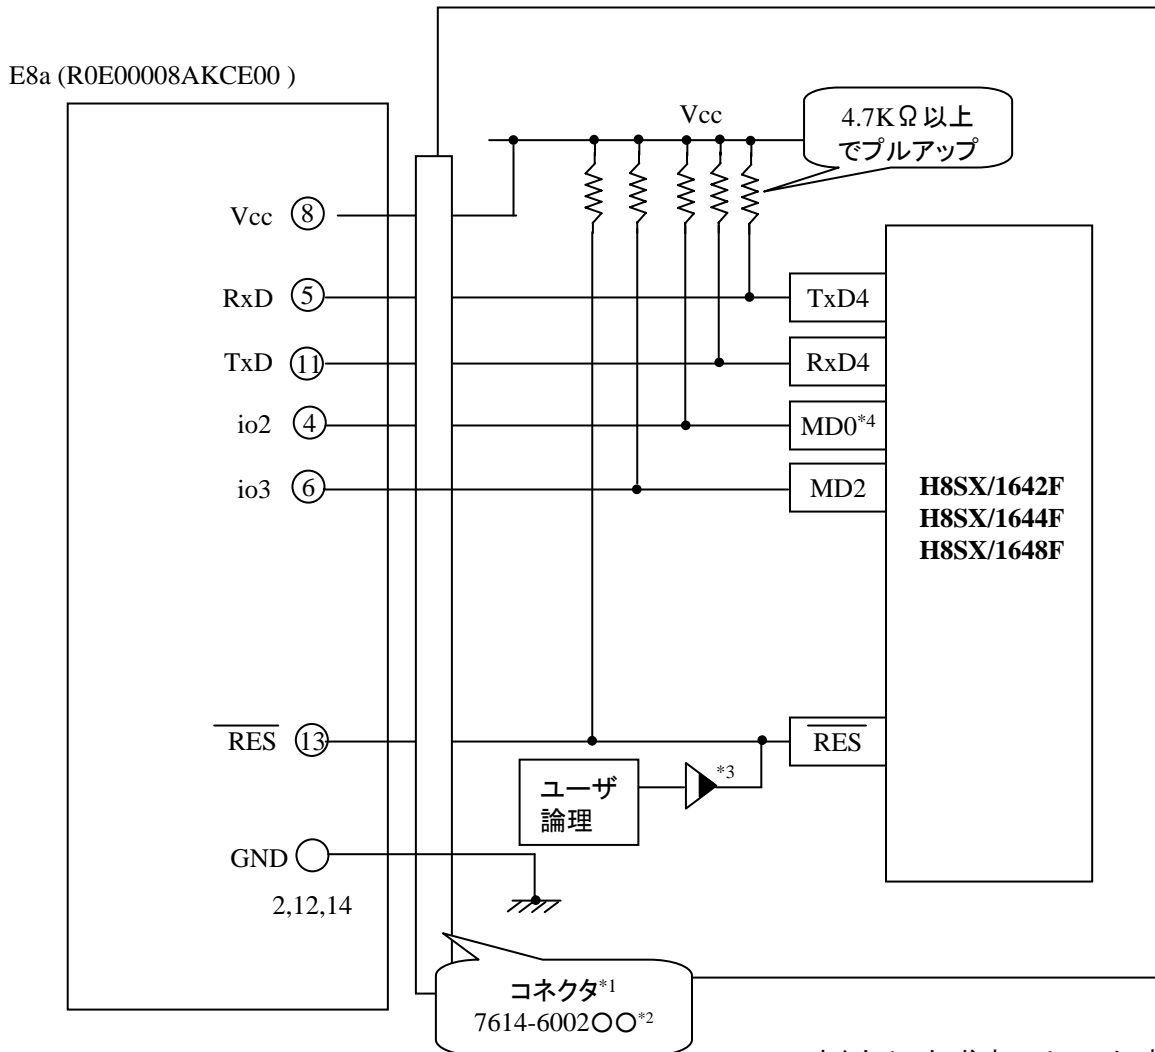 E8a (R0E00008AKCE00 )
Vcc
4.7KΩ以上
でプルアップ
Vcc ⑧
RxD ⑤
TxD4
TxD ⑪
RxD4
io2 ④
MD0*4
io3 ⑥
MD2
H8SX/1642F
H8SX/1644F
H8SX/1648F
RES ⑬
RES
ユーザ
論理
*3
GND
2,12,14
コネクタ*1
7614-6002○○*2